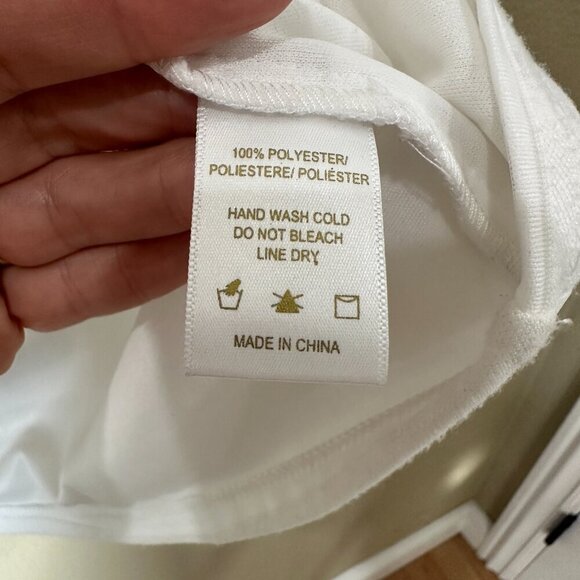 100% POLYESTER/
POLIESTERE/ POLIÉSTER
HAND WASH COLD
DO NOT BLEACH
LINE DRY
MADE IN CHINA